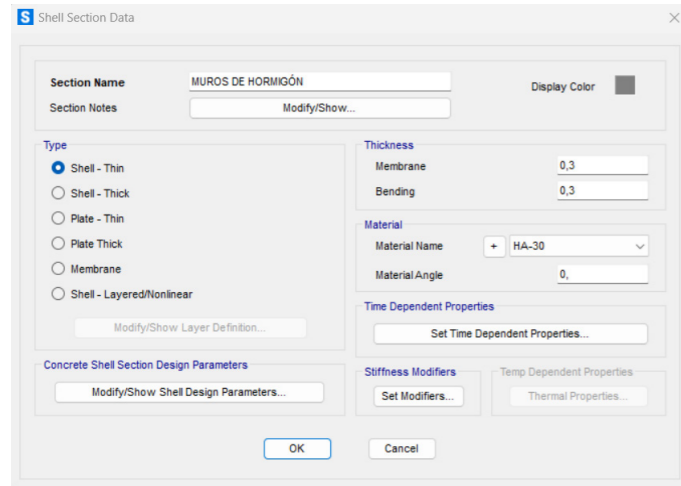 S Shell Section Data
Section Name MUROS DE HORMIGÓN Display Color
Section Notes Modify/Show...
Type
Shell - Thin
Shell - Thick
Plate - Thin
Plate Thick
Membrane
Shell - Layered/Nonlinear
Modify/Show Layer Definition...
Concrete Shell Section Design Parameters
Modify/Show Shell Design Parameters...
Thickness
Membrane 0,3
Bending 0,3
Material
Material Name + HA-30
Material Angle 0,
Time Dependent Properties
Set Time Dependent Properties...
Stiffness Modifiers
Set Modifiers...
Temp Dependent Properties
Thermal Properties...
OK Cancel